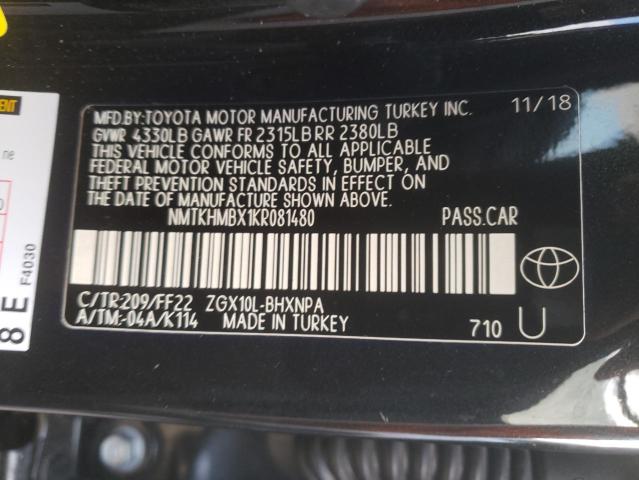 MFD.BY:TOYOTA MOTOR MANUFACTURING TURKEY INC. 11/18
GVWR 4330LB GAWR FR 2315LB RR 2380LB
THIS VEHICLE CONFORMS TO ALL APPLICABLE
FEDERAL MOTOR VEHICLE SAFETY, BUMPER, AND
THEFT PREVENTION STANDARDS IN EFFECT ON
THE DATE OF MANUFACTURE SHOWN ABOVE.
NMTKHMBX1KR081480 PASS.CAR
C/TR:209/FF22 ZGX10L-BHXNPA
A/TM:-04A/K114 MADE IN TURKEY 710 U
ne
8 E
F4030